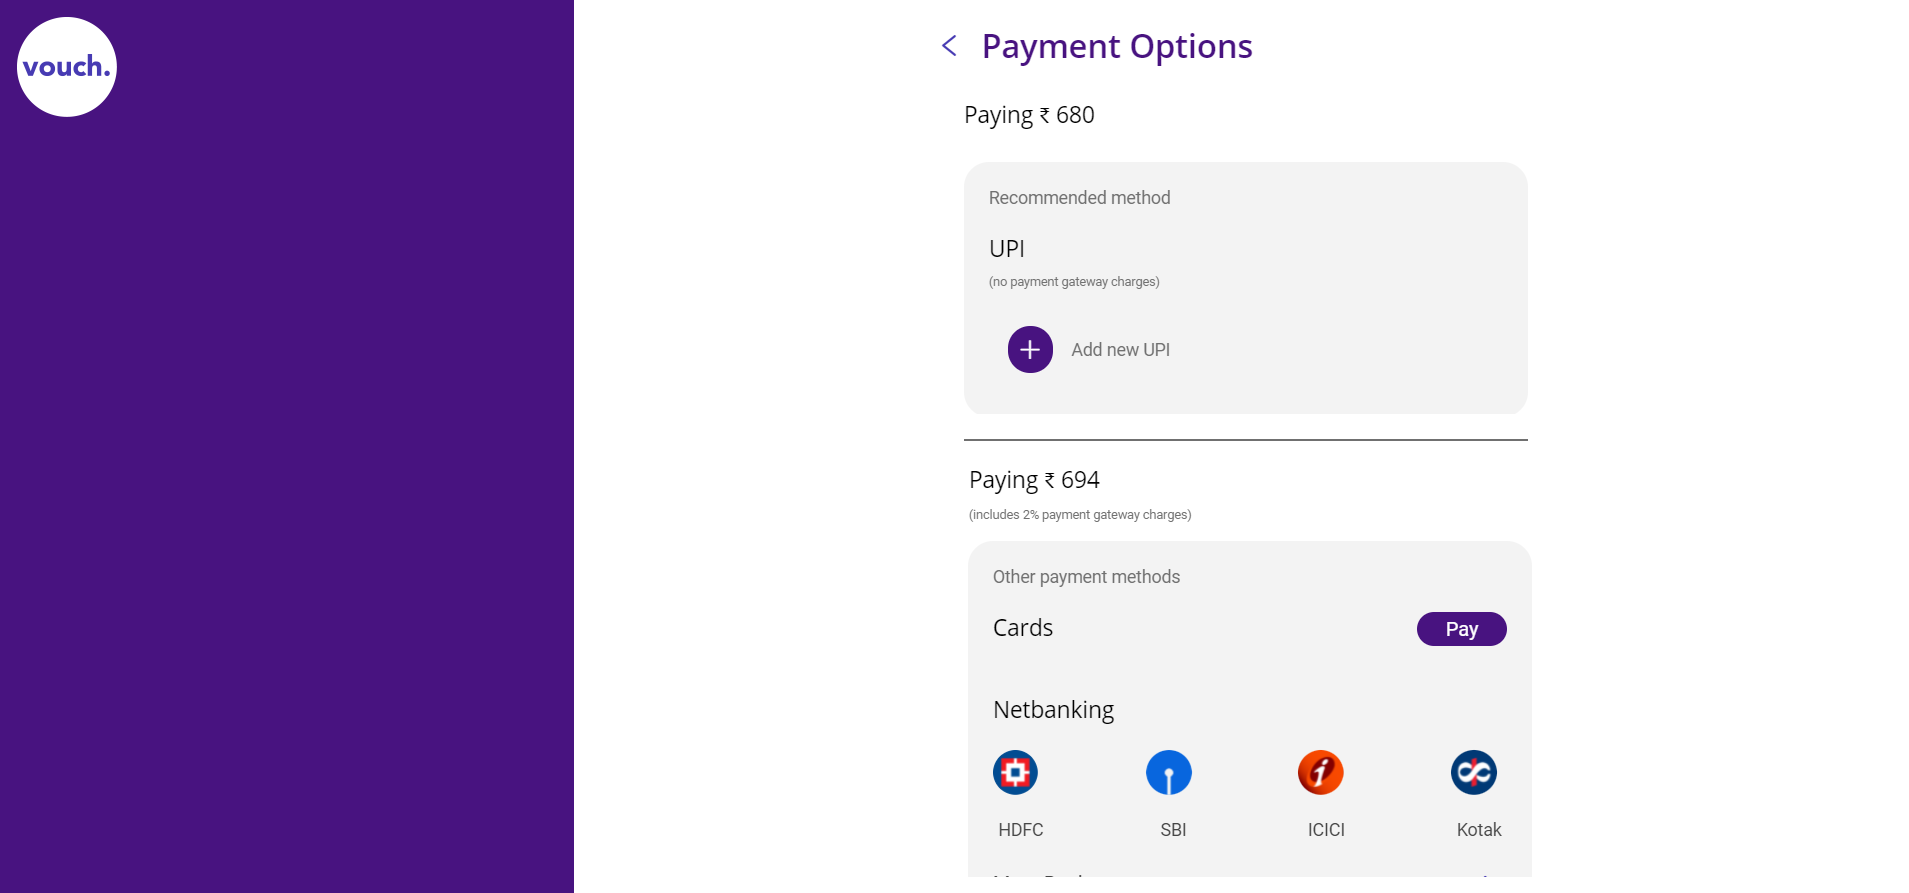 vouch.
Payment Options
Paying ₹ 680
Recommended method
UPI
(no payment gateway charges)
Add new UPI
Paying ₹ 694
(includes 2% payment gateway charges)
Other payment methods
Cards
Pay
Netbanking
HDFC
SBI
ICICI
Kotak